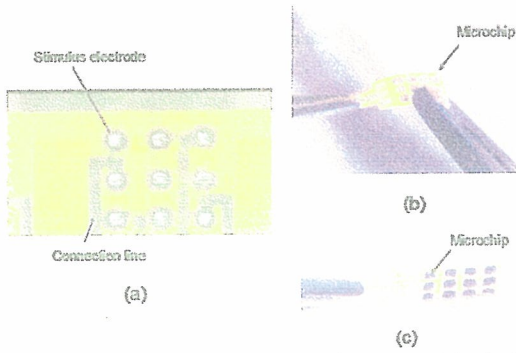 Stimulus electrode
Connection line
(a)
Microchip
(b)
Microchip
(c)